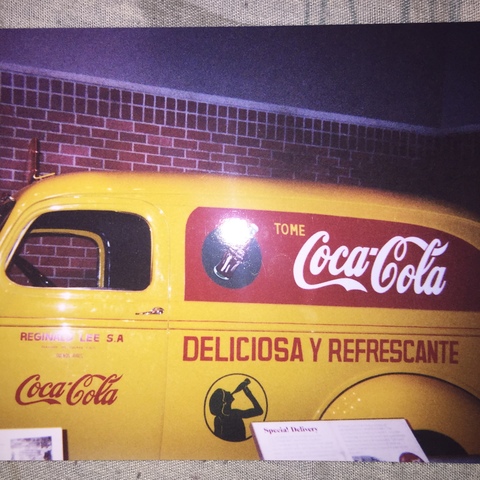 TOME
Coca-Cola
REGINALD LEE S.A
DELICIOSA Y REFRESCANTE
Coca-Cola
Special Delivery